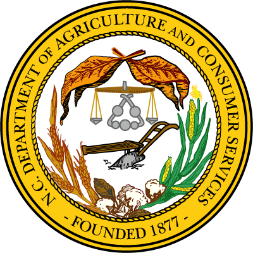 N.C. DEPARTMENT OF AGRICULTURE AND CONSUMER SERVICES
- FOUNDED 1877 -